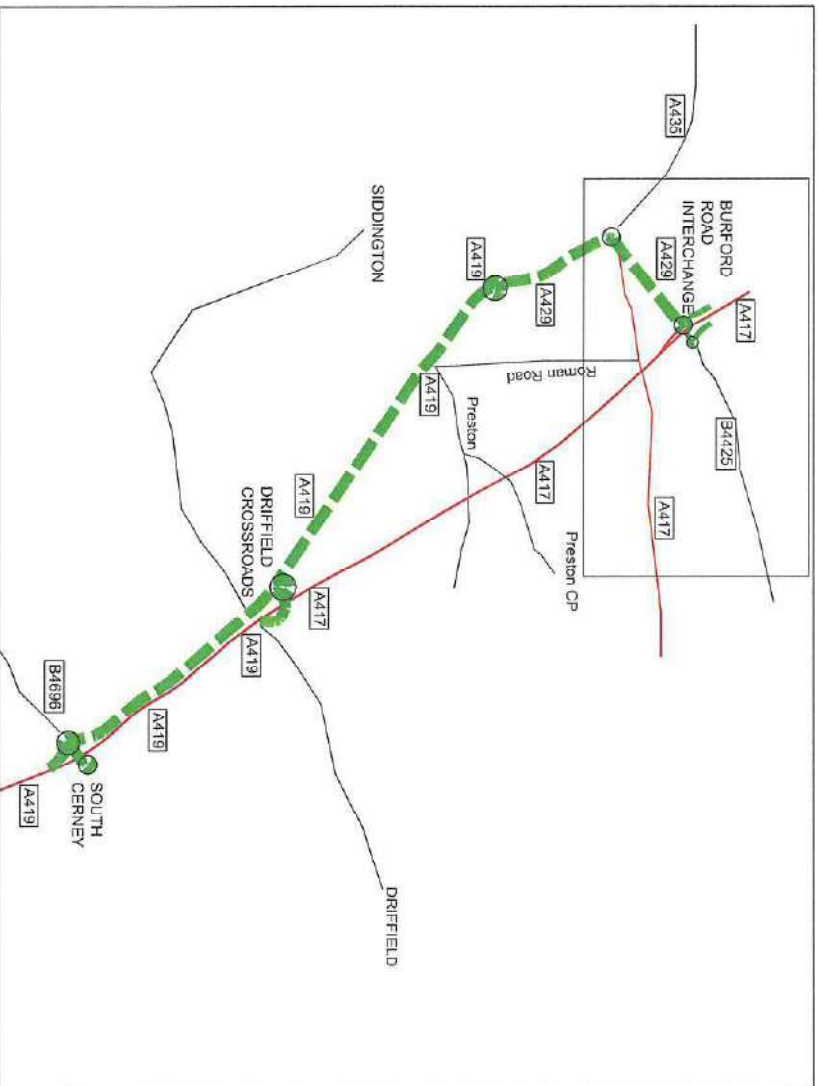 A435
BURFORD
ROAD
INTERCHANGE
A417
A429
B4425
SIDDINGTON
A419
A429
Roman Road
A417
A419
Preston
A417
Preston CP
A419
DRIFFIELD
CROSSROADS
A417
A419
DRIFFIELD
B4696
A419
SOUTH
CERNEY
A419